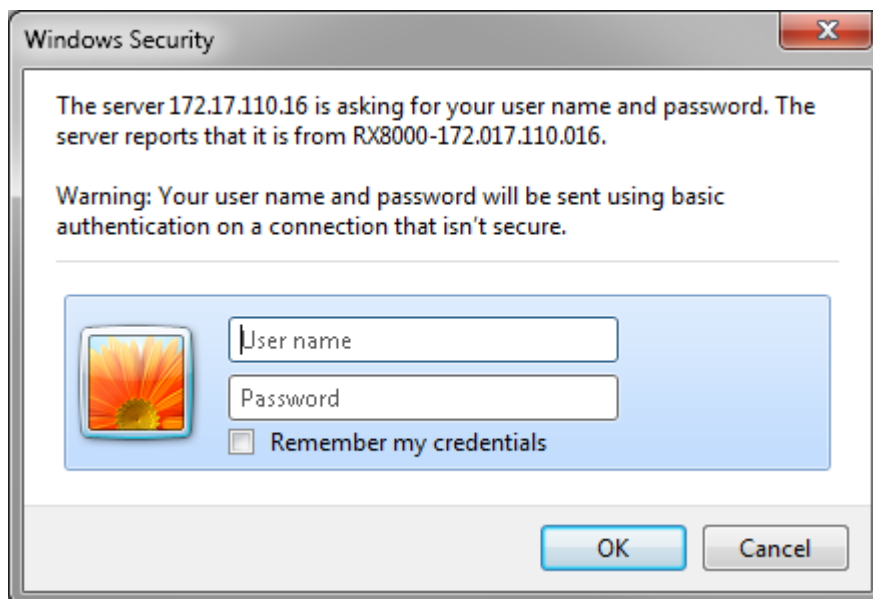 Windows Security
The server 172.17.110.16 is asking for your user name and password. The
server reports that it is from RX8000-172.017.110.016.
Warning: Your user name and password will be sent using basic
authentication on a connection that isn't secure.
User name
Password
Remember my credentials
OK
Cancel